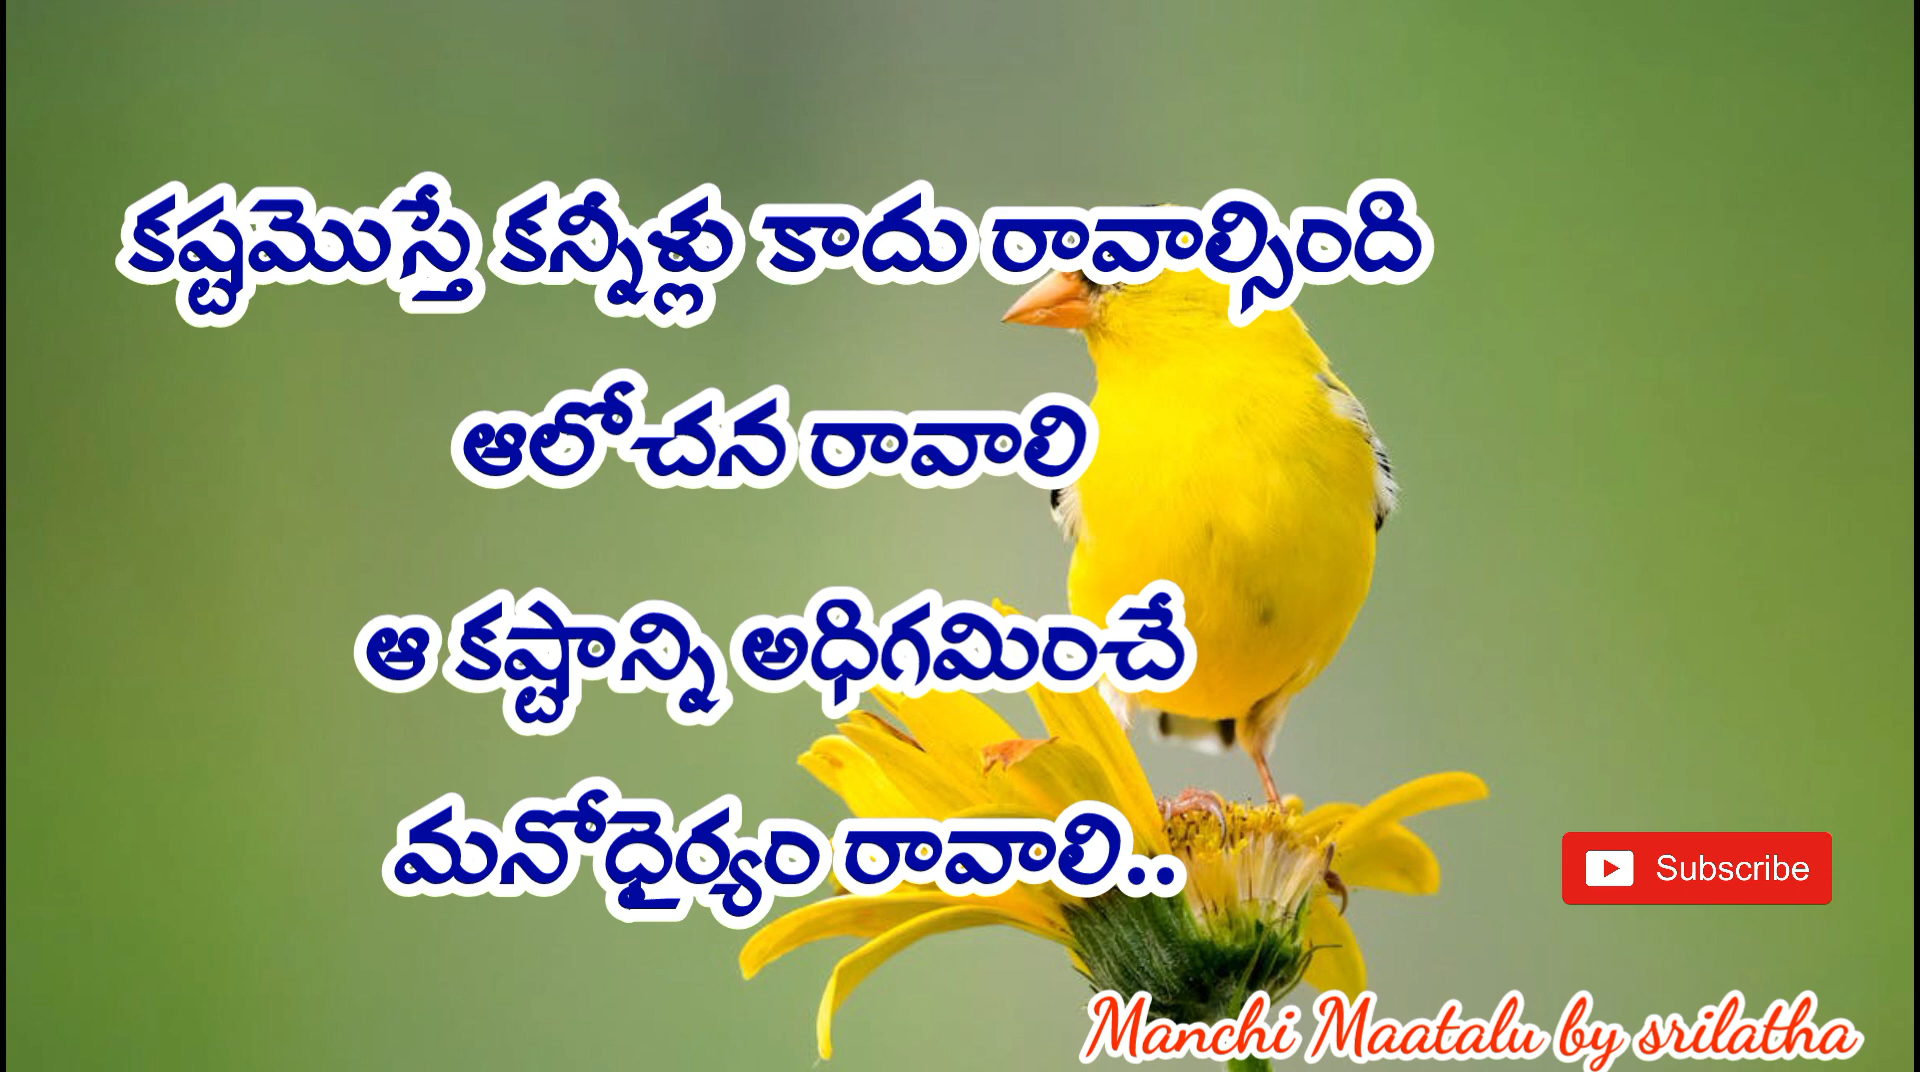 కష్టమొస్తే కన్నీళ్లు కాదు రావాల్సింది
ఆలోచన రావాలి
ఆ కష్టాన్ని అధిగమించే
మనోధైర్యం రావాలి..
Subscribe
Manchi Maatalu by srilatha